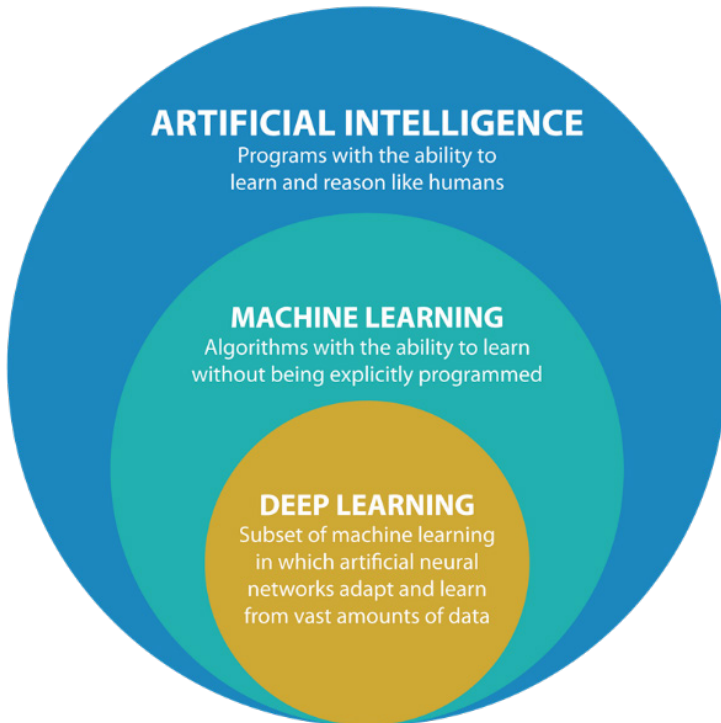 ARTIFICIAL INTELLIGENCE
Programs with the ability to
learn and reason like humans
MACHINE LEARNING
Algorithms with the ability to learn
without being explicitly programmed
DEEP LEARNING
Subset of machine learning
in which artificial neural
networks adapt and learn
from vast amounts of data